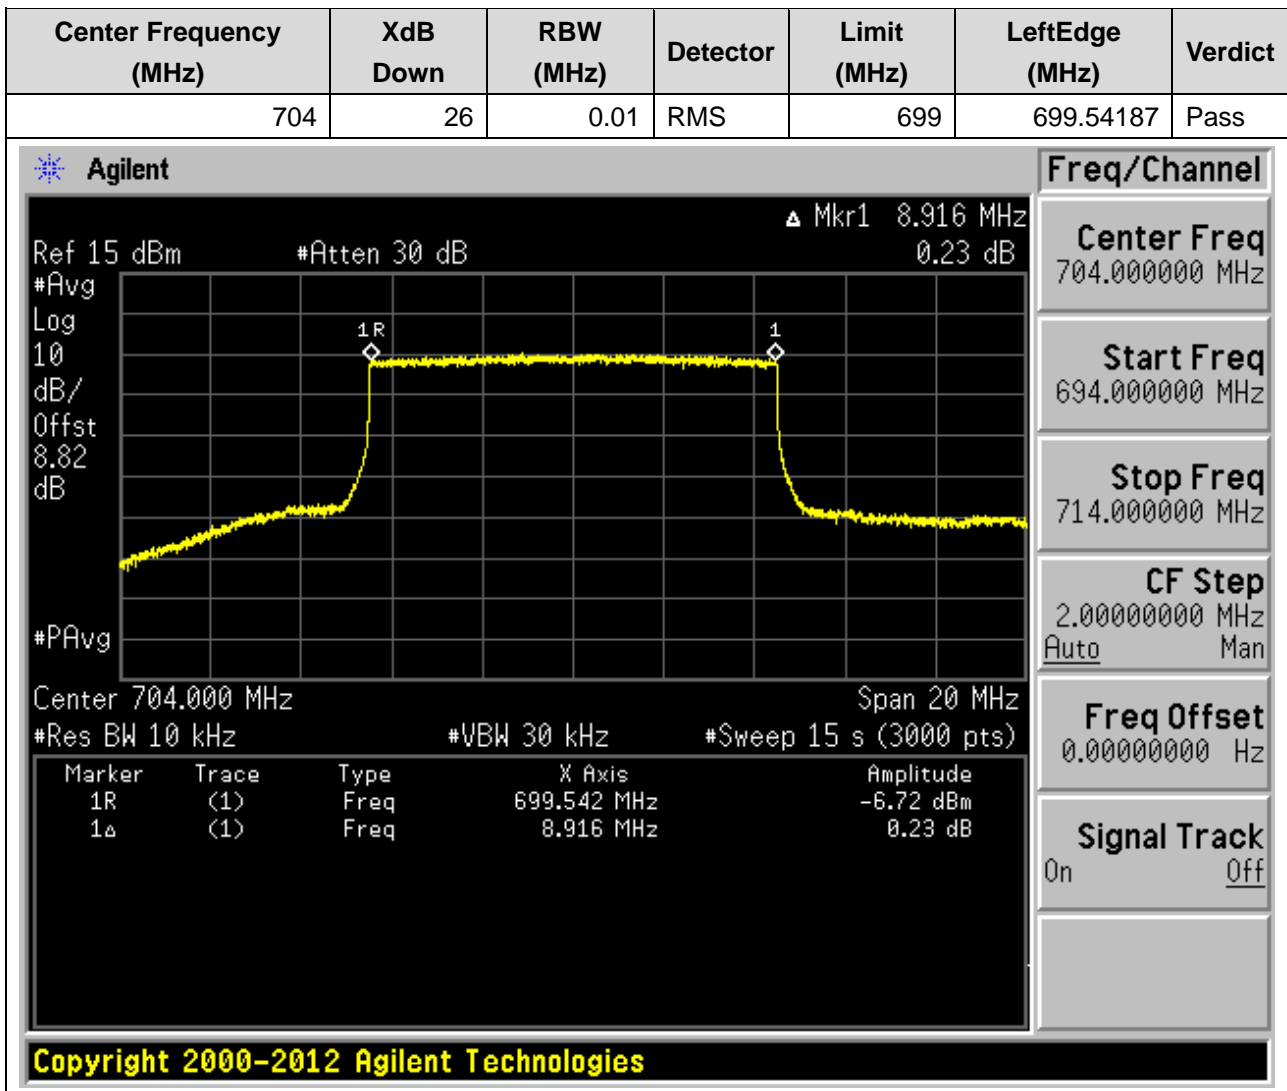 Center Frequency (MHz) XdB Down RBW (MHz) Detector Limit (MHz) LeftEdge (MHz) Verdict
704 26 0.01 RMS 699 699.54187 Pass
Agilent
Freq/Channel
Δ Mkr1 8.916 MHz
Ref 15 dBm #Atten 30 dB 0.23 dB
#Avg
Log
10
dB/
Offst
8.82
dB
1R 1
#PAvg
Center 704.000 MHz Span 20 MHz
#Res BW 10 kHz #VBW 30 kHz #Sweep 15 s (3000 pts)
Marker Trace Type X Axis Amplitude
1R (1) Freq 699.542 MHz -6.72 dBm
1Δ (1) Freq 8.916 MHz 0.23 dB
Center Freq
704.000000 MHz
Start Freq
694.000000 MHz
Stop Freq
714.000000 MHz
CF Step
2.00000000 MHz
Auto Man
Freq Offset
0.00000000 Hz
Signal Track
On Off
Copyright 2000-2012 Agilent Technologies